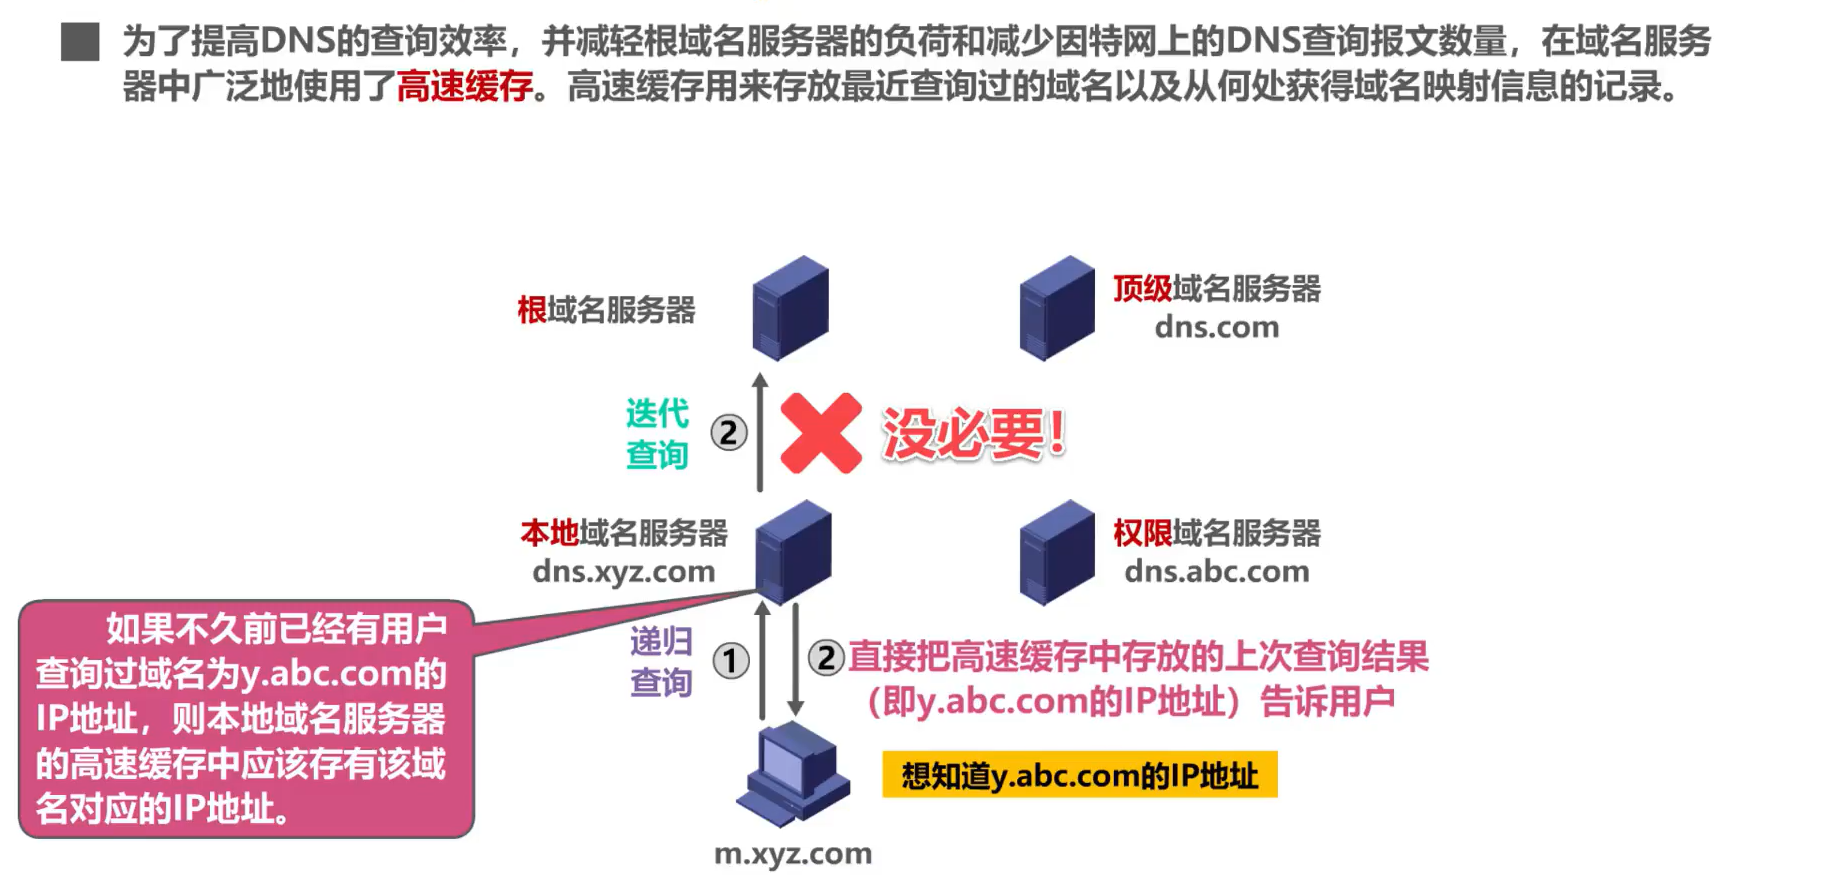 为了提高DNS的查询效率，并减轻根域名服务器的负荷和减少因特网上的DNS查询报文数量，在域名服务
器中广泛地使用了高速缓存。高速缓存用来存放最近查询过的域名以及从何处获得域名映射信息的记录。
根域名服务器
顶级域名服务器
dns.com
迭代
查询
②
没必要！
本地域名服务器
dns.xyz.com
权限域名服务器
dns.abc.com
如果不久前已经有用户
查询过域名为y.abc.com的
IP地址，则本地域名服务器
的高速缓存中应该存有该域
名对应的IP地址。
递归
查询
①
②直接把高速缓存中存放的上次查询结果
（即y.abc.com的IP地址）告诉用户
想知道y.abc.com的IP地址
m.xyz.com